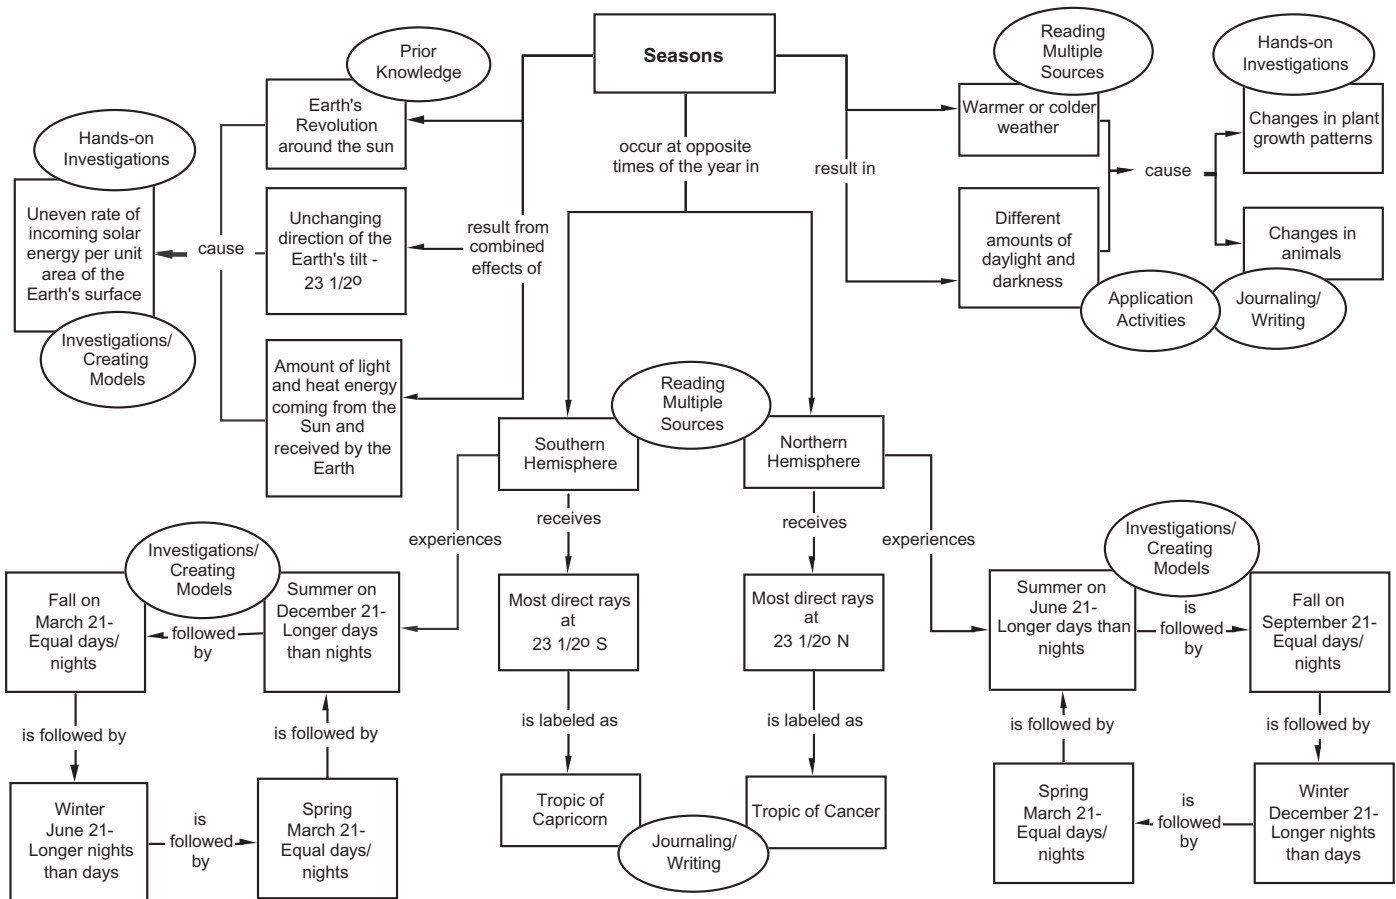 Seasons
Prior
Knowledge
Earth's
Revolution
around the sun
Hands-on
Investigations
Uneven rate of
incoming solar
energy per unit
area of the
Earth's surface
Investigations/
Creating
Models
cause
Unchanging
direction of the
Earth's tilt -
23 1/2º
Amount of light
and heat energy
coming from the
Sun and
received by the
Earth
result from
combined
effects of
occur at opposite
times of the year in
result in
Reading
Multiple
Sources
Warmer or colder
weather
Different
amounts of
daylight and
darkness
Application
Activities
cause
Hands-on
Investigations
Changes in plant
growth patterns
Changes in
animals
Journaling/
Writing
Reading
Multiple
Sources
Southern
Hemisphere
Northern
Hemisphere
experiences
receives
receives
experiences
Most direct rays
at
23 1/2º S
Most direct rays
at
23 1/2º N
is labeled as
is labeled as
Tropic of
Capricorn
Tropic of Cancer
Journaling/
Writing
Investigations/
Creating
Models
Summer on
December 21-
Longer days
than nights
followed
by
Fall on
March 21-
Equal days/
nights
is followed by
Winter
June 21-
Longer nights
than days
is
followed
by
Spring
March 21-
Equal days/
nights
is followed by
Investigations/
Creating
Models
Summer on
June 21-
Longer days than
nights
is
followed
by
Fall on
September 21-
Equal days/
nights
is followed by
Winter
December 21-
Longer nights
than days
is
followed
by
Spring
March 21-
Equal days/
nights
is followed by